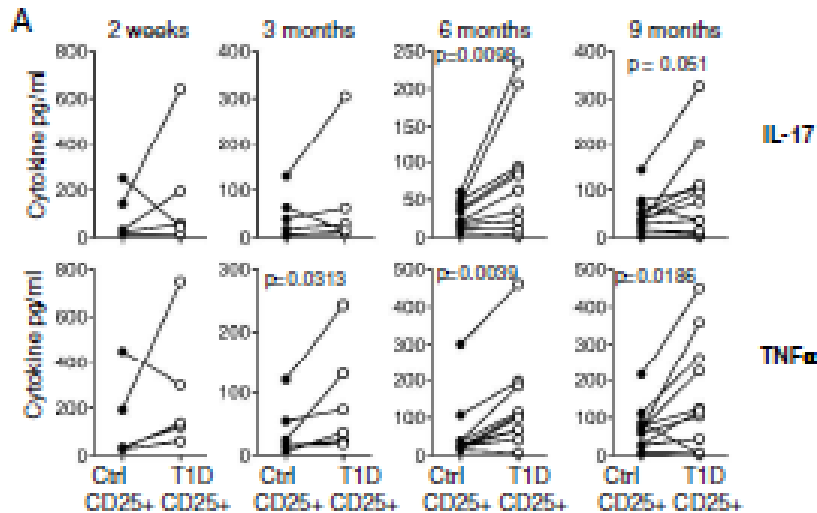 A
2 weeks 3 months 6 months 9 months
800 400 250 p=0.0098 400 p= 0.051
600 300 200 300
150
400 200 200 IL-17
100
200 100 50 100
0 0 0 0
Cytokine pg/ml
800 300 p=0.0313 500 p=0.0039 500 p=0.0186
600 400 400
200
400 300 300 TNFα
200 200
200 100 100 100
0 0 0 0
Cytokine pg/ml
Ctrl T1D Ctrl T1D Ctrl T1D Ctrl T1D
CD25+ CD25+ CD25+ CD25+ CD25+ CD25+ CD25+ CD25+